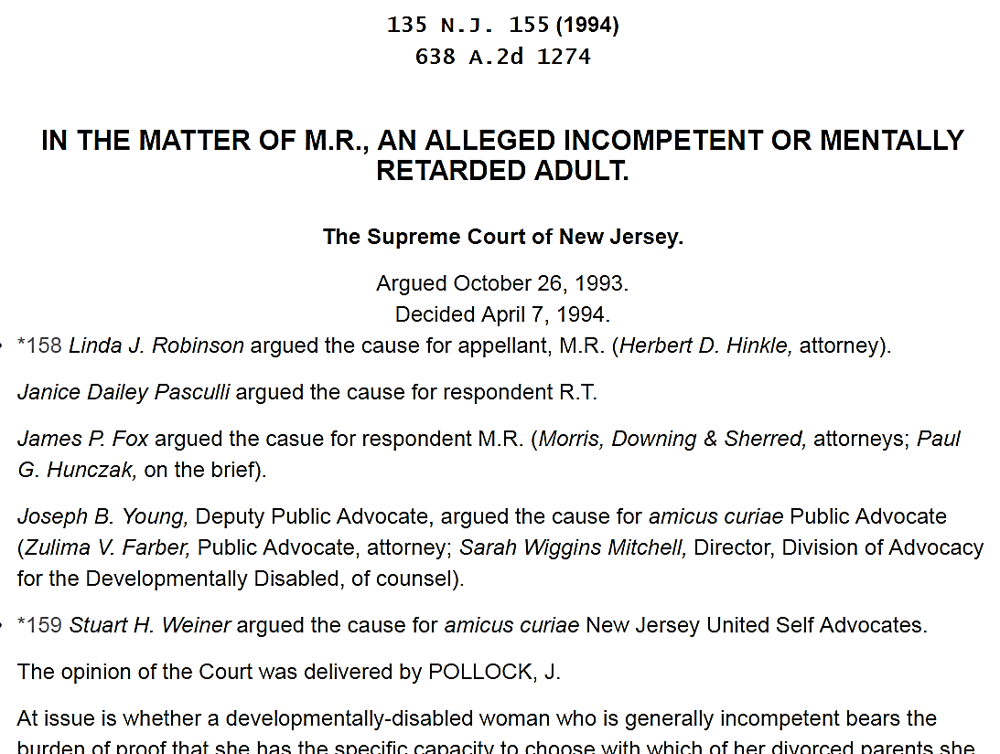 135 N.J. 155 (1994)
638 A.2d 1274
IN THE MATTER OF M.R., AN ALLEGED INCOMPETENT OR MENTALLY
RETARDED ADULT.
The Supreme Court of New Jersey.
Argued October 26, 1993.
Decided April 7, 1994.
*158 Linda J. Robinson argued the cause for appellant, M.R. (Herbert D. Hinkle, attorney).
Janice Dailey Pasculli argued the cause for respondent R.T.
James P. Fox argued the casue for respondent M.R. (Morris, Downing & Sherred, attorneys; Paul
G. Hunczak, on the brief).
Joseph B. Young, Deputy Public Advocate, argued the cause for amicus curiae Public Advocate
(Zulima V. Farber, Public Advocate, attorney; Sarah Wiggins Mitchell, Director, Division of Advocacy
for the Developmentally Disabled, of counsel).
*159 Stuart H. Weiner argued the cause for amicus curiae New Jersey United Self Advocates.
The opinion of the Court was delivered by POLLOCK, J.
At issue is whether a developmentally-disabled woman who is generally incompetent bears the
burden of proof that she has the specific capacity to choose with which of her divorced parents she